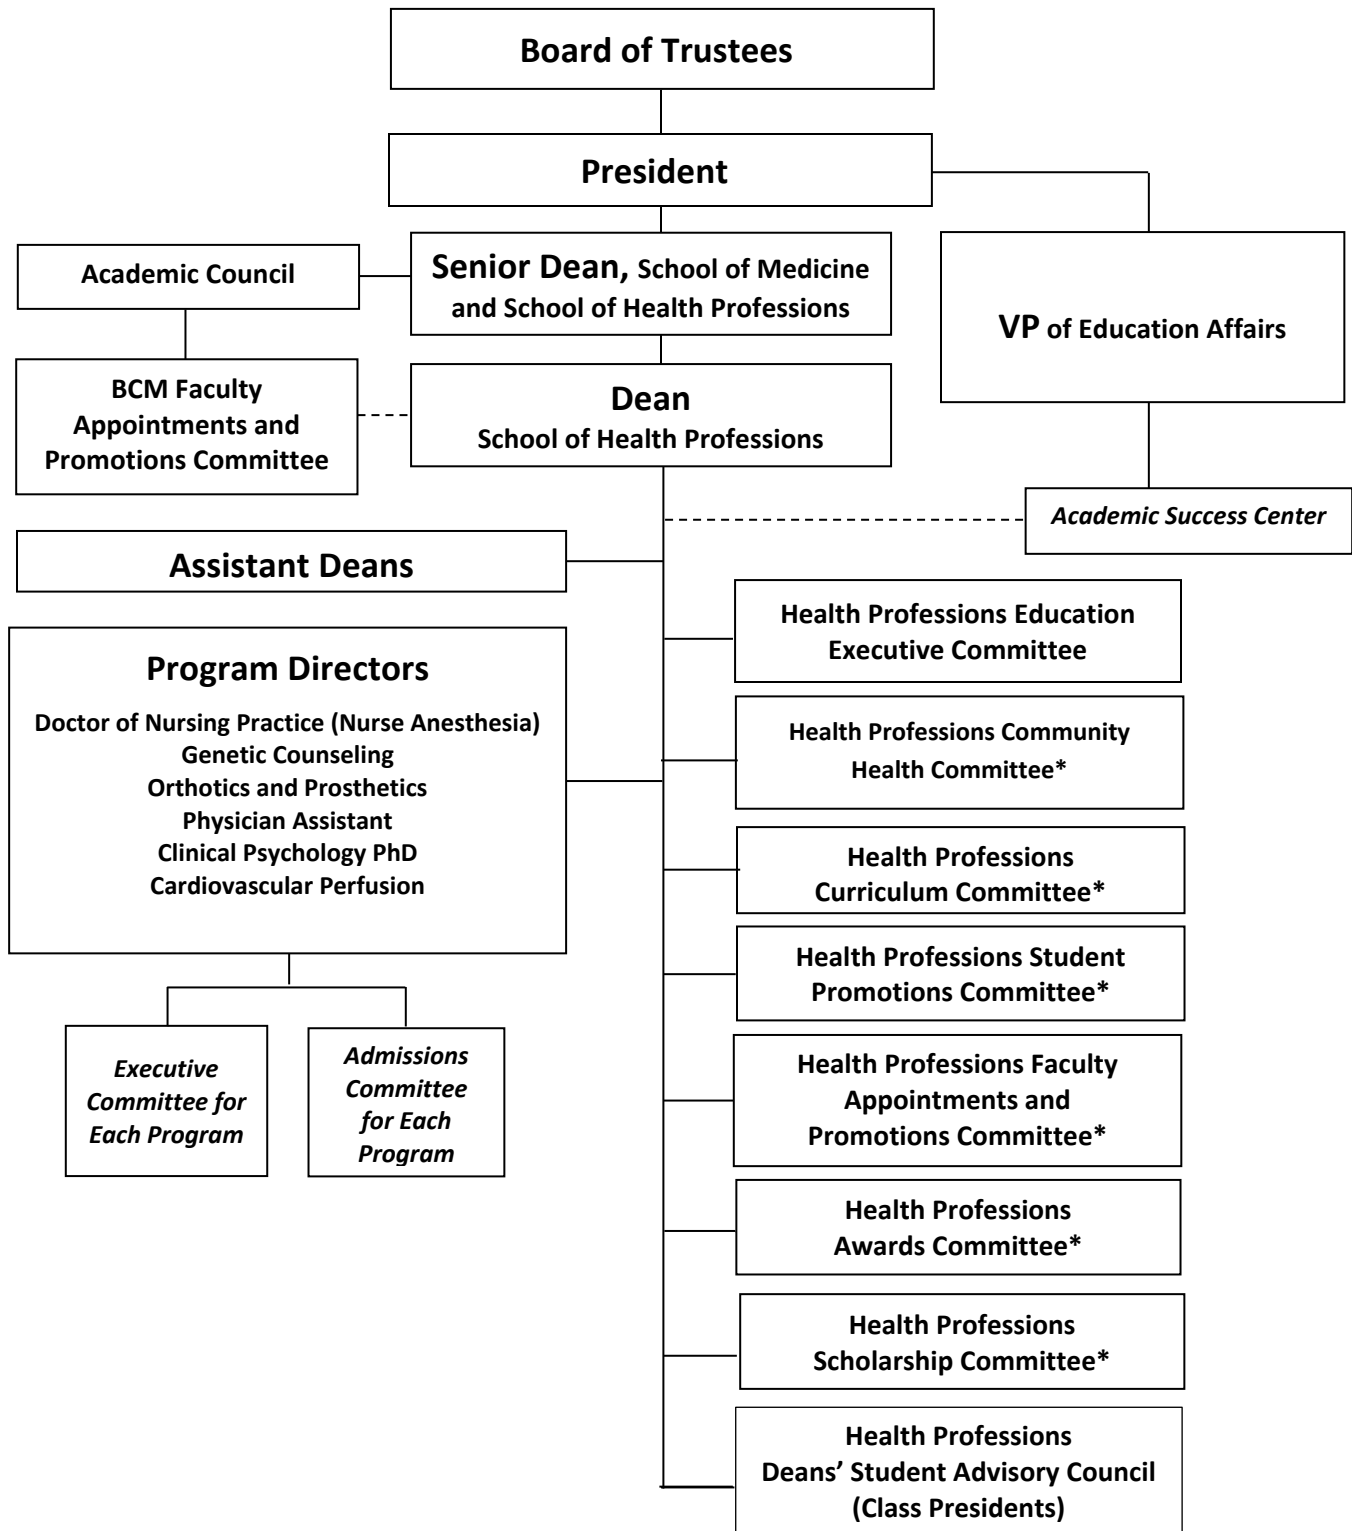 Board of Trustees
President
Academic Council
Senior Dean, School of Medicine
and School of Health Professions
VP of Education Affairs
BCM Faculty
Appointments and
Promotions Committee
Dean
School of Health Professions
Academic Success Center
Assistant Deans
Health Professions Education
Executive Committee
Program Directors
Doctor of Nursing Practice (Nurse Anesthesia)
Genetic Counseling
Orthotics and Prosthetics
Physician Assistant
Clinical Psychology PhD
Cardiovascular Perfusion
Health Professions Community
Health Committee*
Health Professions
Curriculum Committee*
Health Professions Student
Promotions Committee*
Executive
Committee for
Each Program
Admissions
Committee
for Each
Program
Health Professions Faculty
Appointments and
Promotions Committee*
Health Professions
Awards Committee*
Health Professions
Scholarship Committee*
Health Professions
Deans’ Student Advisory Council
(Class Presidents)